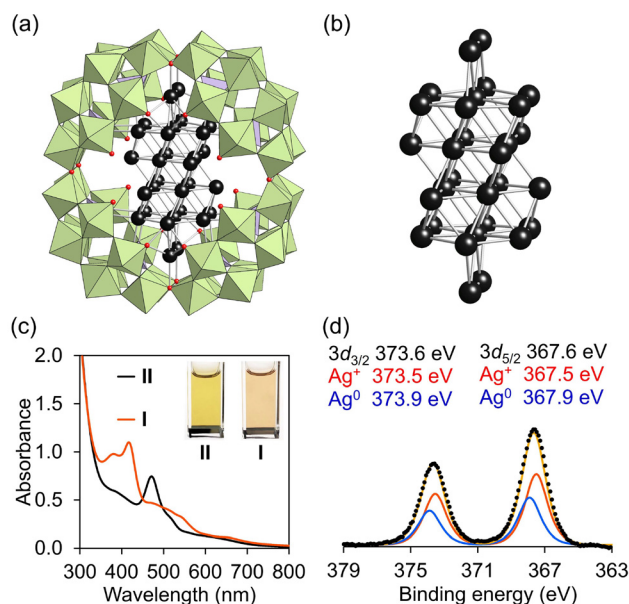 (a)
(b)
(c)
2.0
1.5
1.0
0.5
0.0
Absorbance
II
I
II I
300 400 500 600 700 800
Wavelength (nm)
(d)
3d3/2 373.6 eV 3d5/2 367.6 eV
Ag+ 373.5 eV Ag+ 367.5 eV
Ag0 373.9 eV Ag0 367.9 eV
379 375 371 367 363
Binding energy (eV)